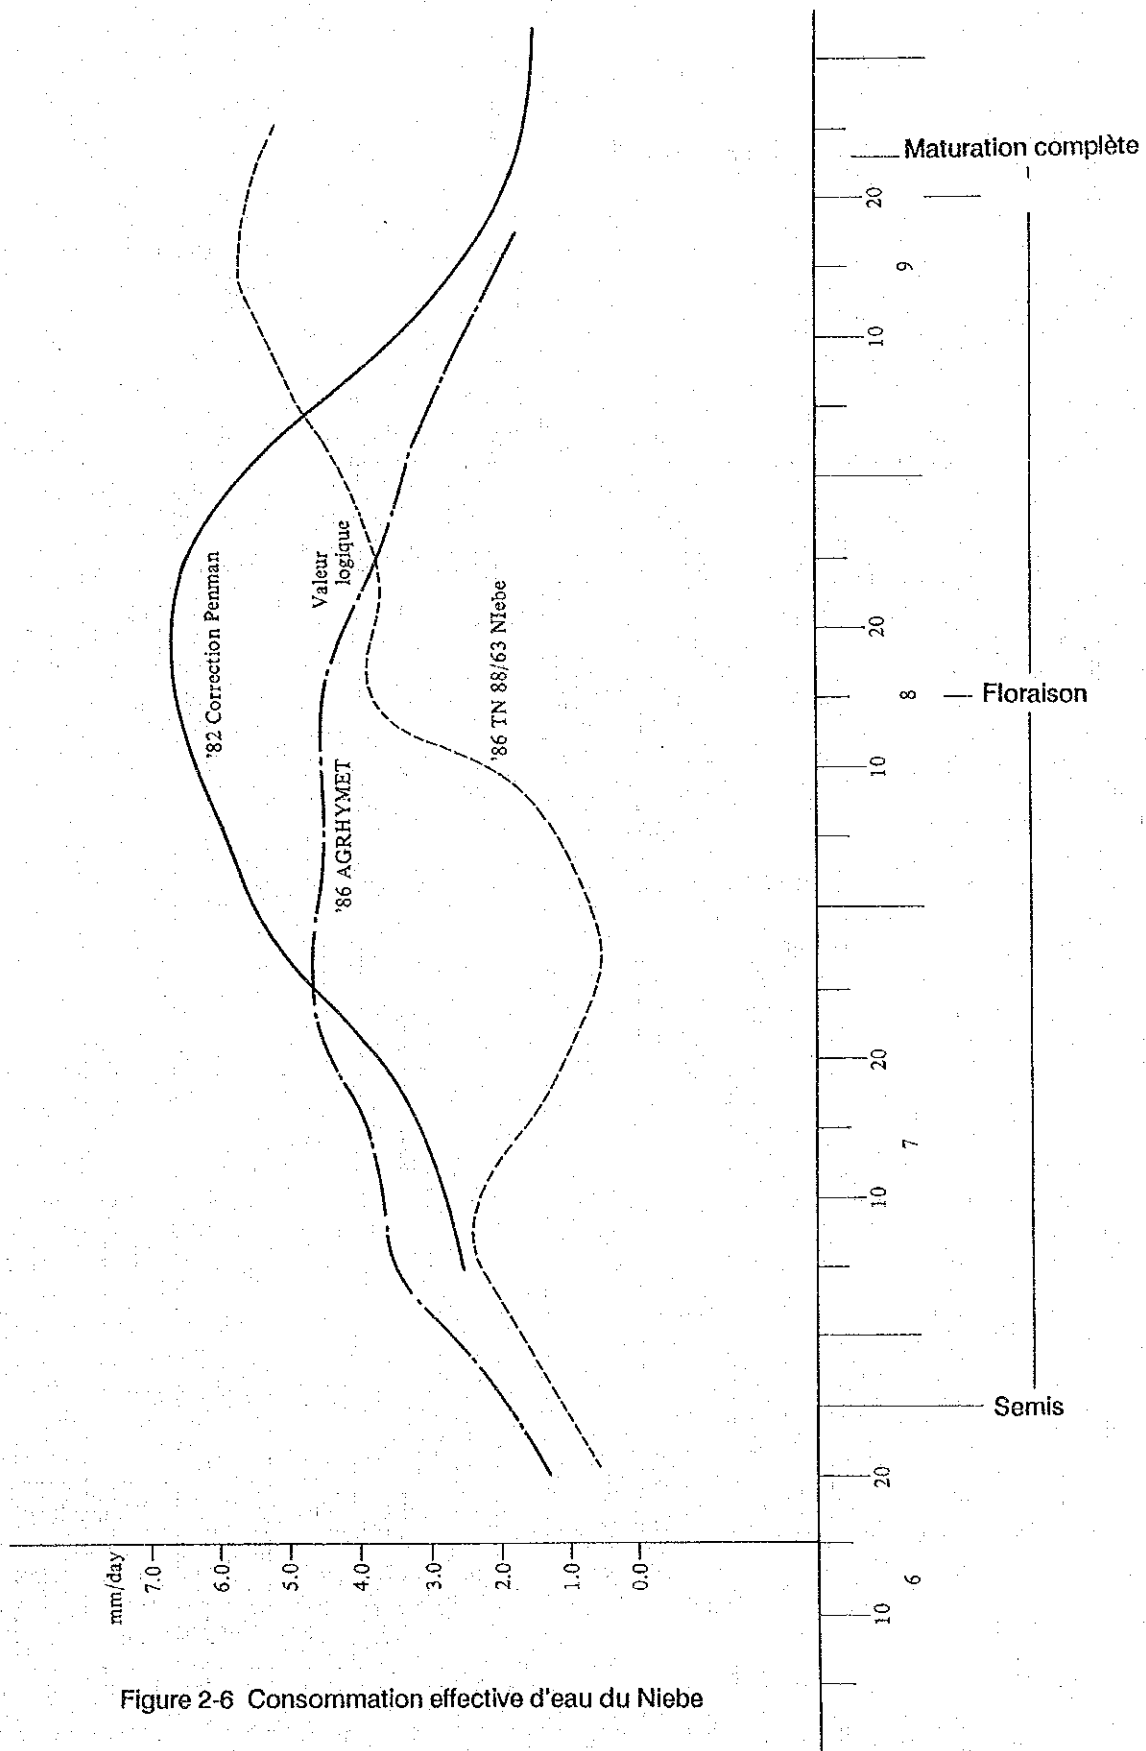 mm/day
7.0
6.0
5.0
4.0
3.0
2.0
1.0
0.0
'82 Correction Penman
Valeur
logique
'86 AGRHYMET
'86 TN 88/63 NIebe
10
6
20
10
7
20
10
8
20
10
9
20
Semis
Floraison
Maturation complète
Figure 2-6 Consommation effective d'eau du Niebe